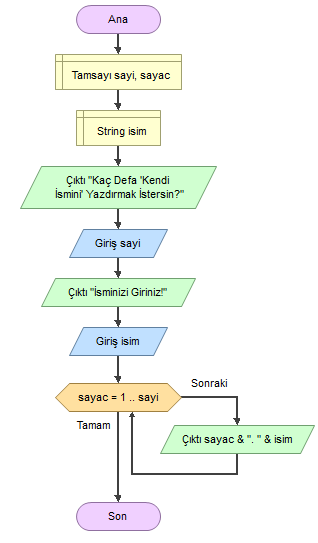 Ana
Tamsayı sayi, sayac
String isim
Çıktı "Kaç Defa 'Kendi
İsmini' Yazdırmak İstersin?"
Giriş sayi
Çıktı "İsminizi Giriniz!"
Giriş isim
sayac = 1 .. sayi
Sonraki
Tamam
Çıktı sayac & ". " & isim
Son